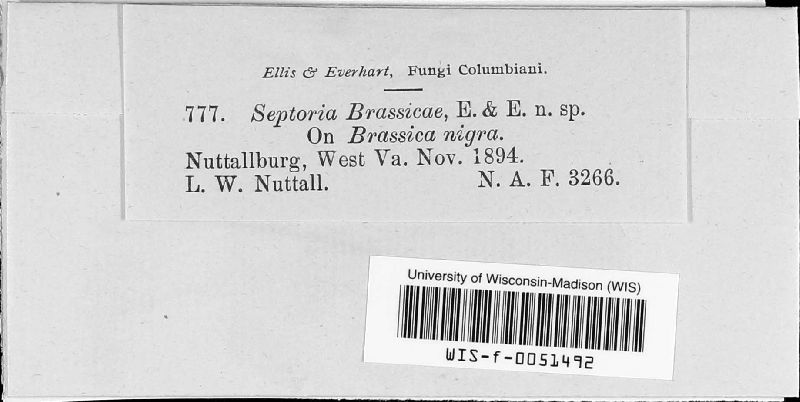 Ellis & Everhart, Fungi Columbiani.
777. Septoria Brassicae, E. & E. n. sp.
On Brassica nigra.
Nuttallburg, West Va. Nov. 1894.
L. W. Nuttall. N. A. F. 3266.
University of Wisconsin-Madison (WIS)
WIS-f-0051492